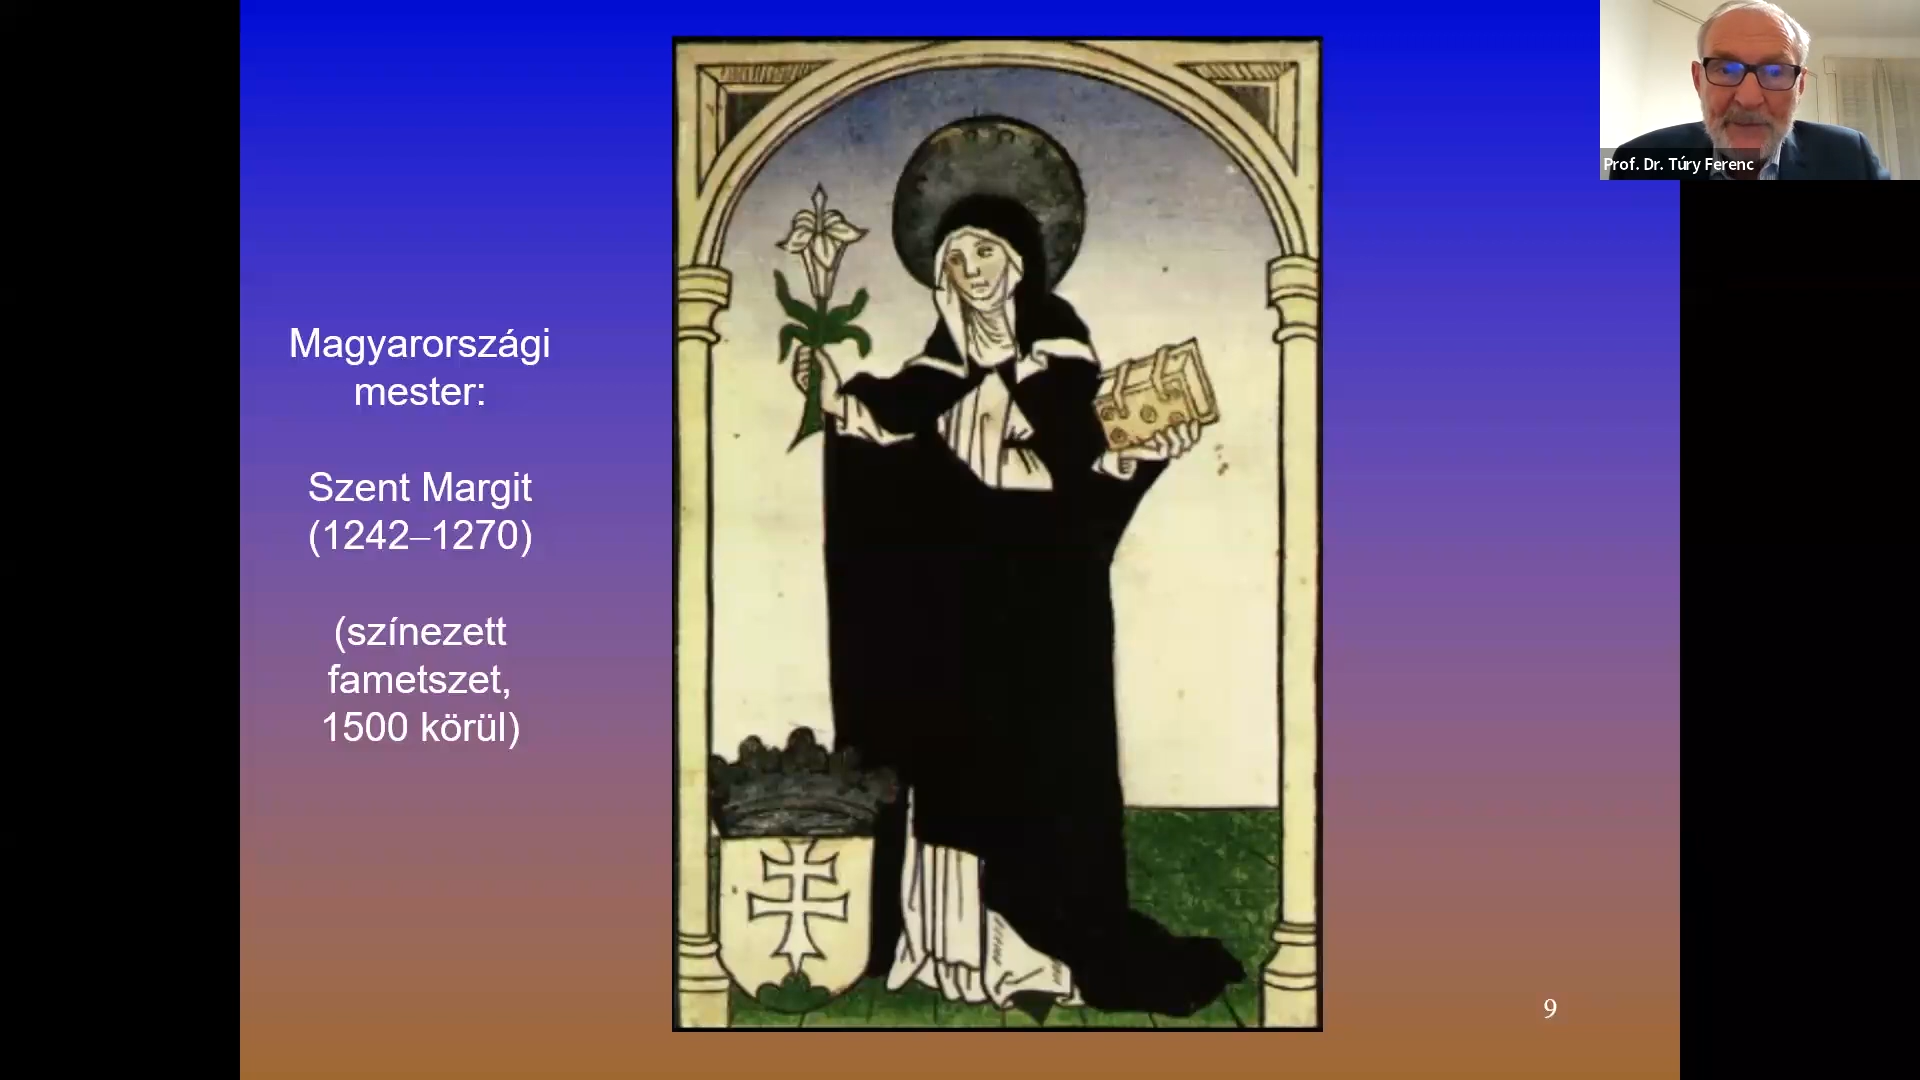 Magyarországi
mester:
Szent Margit
(1242–1270)
(színezett
fametszet,
1500 körül)
Prof. Dr. Túry Ferenc
9